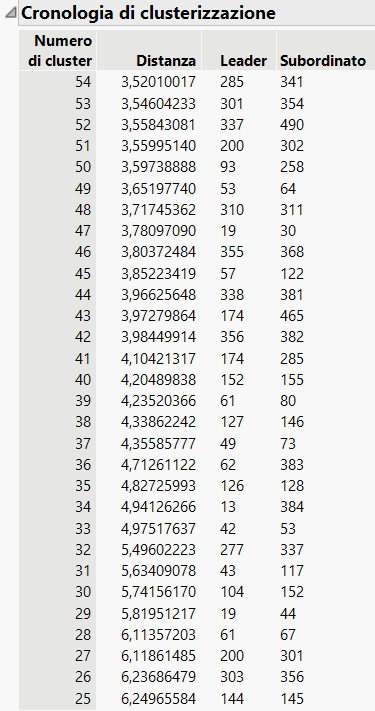 Cronologia di clusterizzazione
Numero
di cluster Distanza Leader Subordinato
54 3,52010017 285 341
53 3,54604233 301 354
52 3,55843081 337 490
51 3,55995140 200 302
50 3,59738888 93 258
49 3,65197740 53 64
48 3,71745362 310 311
47 3,78097090 19 30
46 3,80372484 355 368
45 3,85223419 57 122
44 3,96625648 338 381
43 3,97279864 174 465
42 3,98449914 356 382
41 4,10421317 174 285
40 4,20489838 152 155
39 4,23520366 61 80
38 4,33862242 127 146
37 4,35585777 49 73
36 4,71261122 62 383
35 4,82725993 126 128
34 4,94126266 13 384
33 4,97517637 42 53
32 5,49602223 277 337
31 5,63409078 43 117
30 5,74156170 104 152
29 5,81951217 19 44
28 6,11357203 61 67
27 6,11861485 200 301
26 6,23686479 303 356
25 6,24965584 144 145